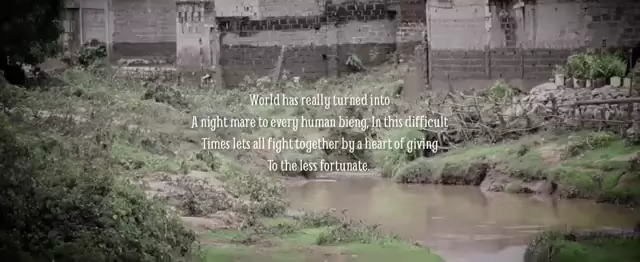 World has really turned into
A night mare to every human bieng. In this difficult
Times lets all fight together by a heart of giving
To the less fortunate.